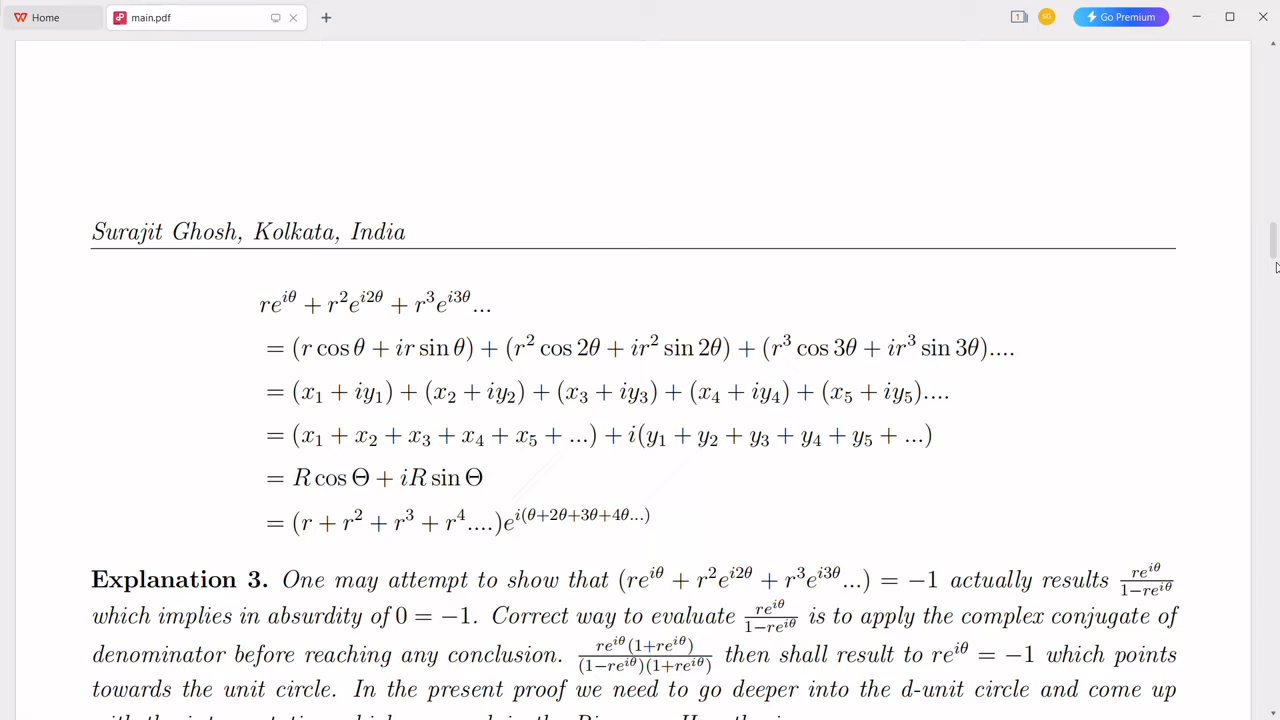 Home
main.pdf
1
SG
Go Premium
Surajit Ghosh, Kolkata, India
re^{iθ} + r^2e^{i2θ} + r^3e^{i3θ}...
= (r cos θ + ir sin θ) + (r^2 cos 2θ + ir^2 sin 2θ) + (r^3 cos 3θ + ir^3 sin 3θ)....
= (x_1 + iy_1) + (x_2 + iy_2) + (x_3 + iy_3) + (x_4 + iy_4) + (x_5 + iy_5)....
= (x_1 + x_2 + x_3 + x_4 + x_5 + ...) + i(y_1 + y_2 + y_3 + y_4 + y_5 + ...)
= R cos Θ + iR sin Θ
= (r + r^2 + r^3 + r^4....)e^{i(θ+2θ+3θ+4θ...)}
Explanation 3. One may attempt to show that (re^{iθ} + r^2e^{i2θ} + r^3e^{i3θ}...) = −1 actually results \frac{re^{iθ}}{1−re^{iθ}}
which implies in absurdity of 0 = −1. Correct way to evaluate \frac{re^{iθ}}{1−re^{iθ}} is to apply the complex conjugate of
denominator before reaching any conclusion. \frac{re^{iθ}(1+re^{iθ})}{(1−re^{iθ})(1+re^{iθ})} then shall result to re^{iθ} = −1 which points
towards the unit circle. In the present proof we need to go deeper into the d-unit circle and come up